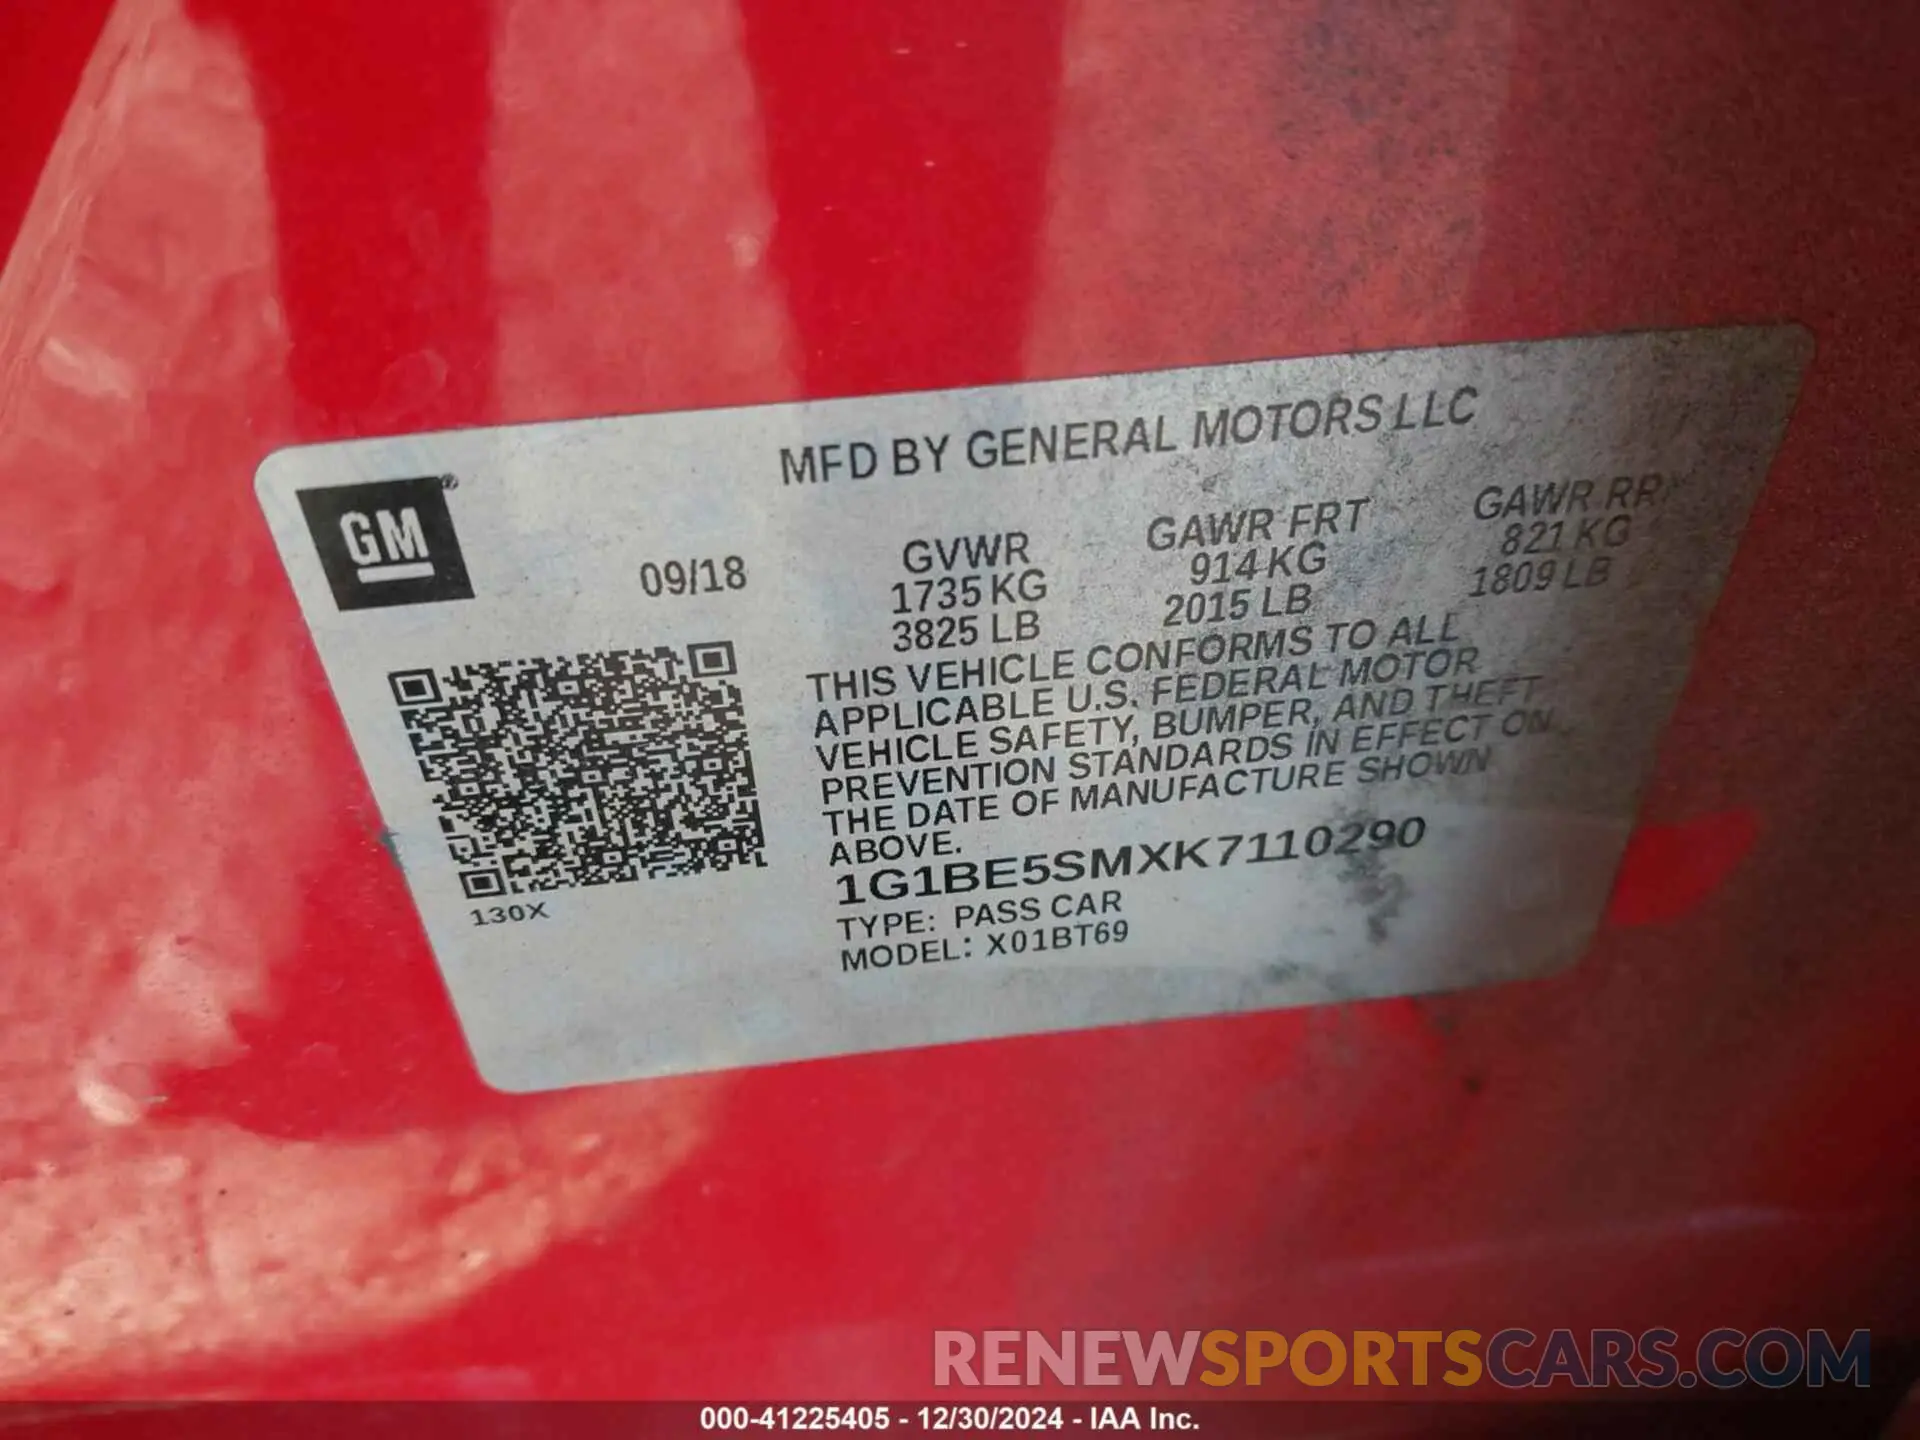 MFD BY GENERAL MOTORS LLC
GM®
09/18
GVWR
1735 KG
3825 LB
GAWR FRT
914 KG
2015 LB
GAWR RR
821 KG
1809 LB
THIS VEHICLE CONFORMS TO ALL
APPLICABLE U.S. FEDERAL MOTOR
VEHICLE SAFETY, BUMPER, AND THEFT
PREVENTION STANDARDS IN EFFECT ON
THE DATE OF MANUFACTURE SHOWN
ABOVE.
1G1BE5SMXK7110290
TYPE: PASS CAR
MODEL: X01BT69
130X
RENEWSPORTSCARS.COM
000-41225405 - 12/30/2024 - IAA Inc.